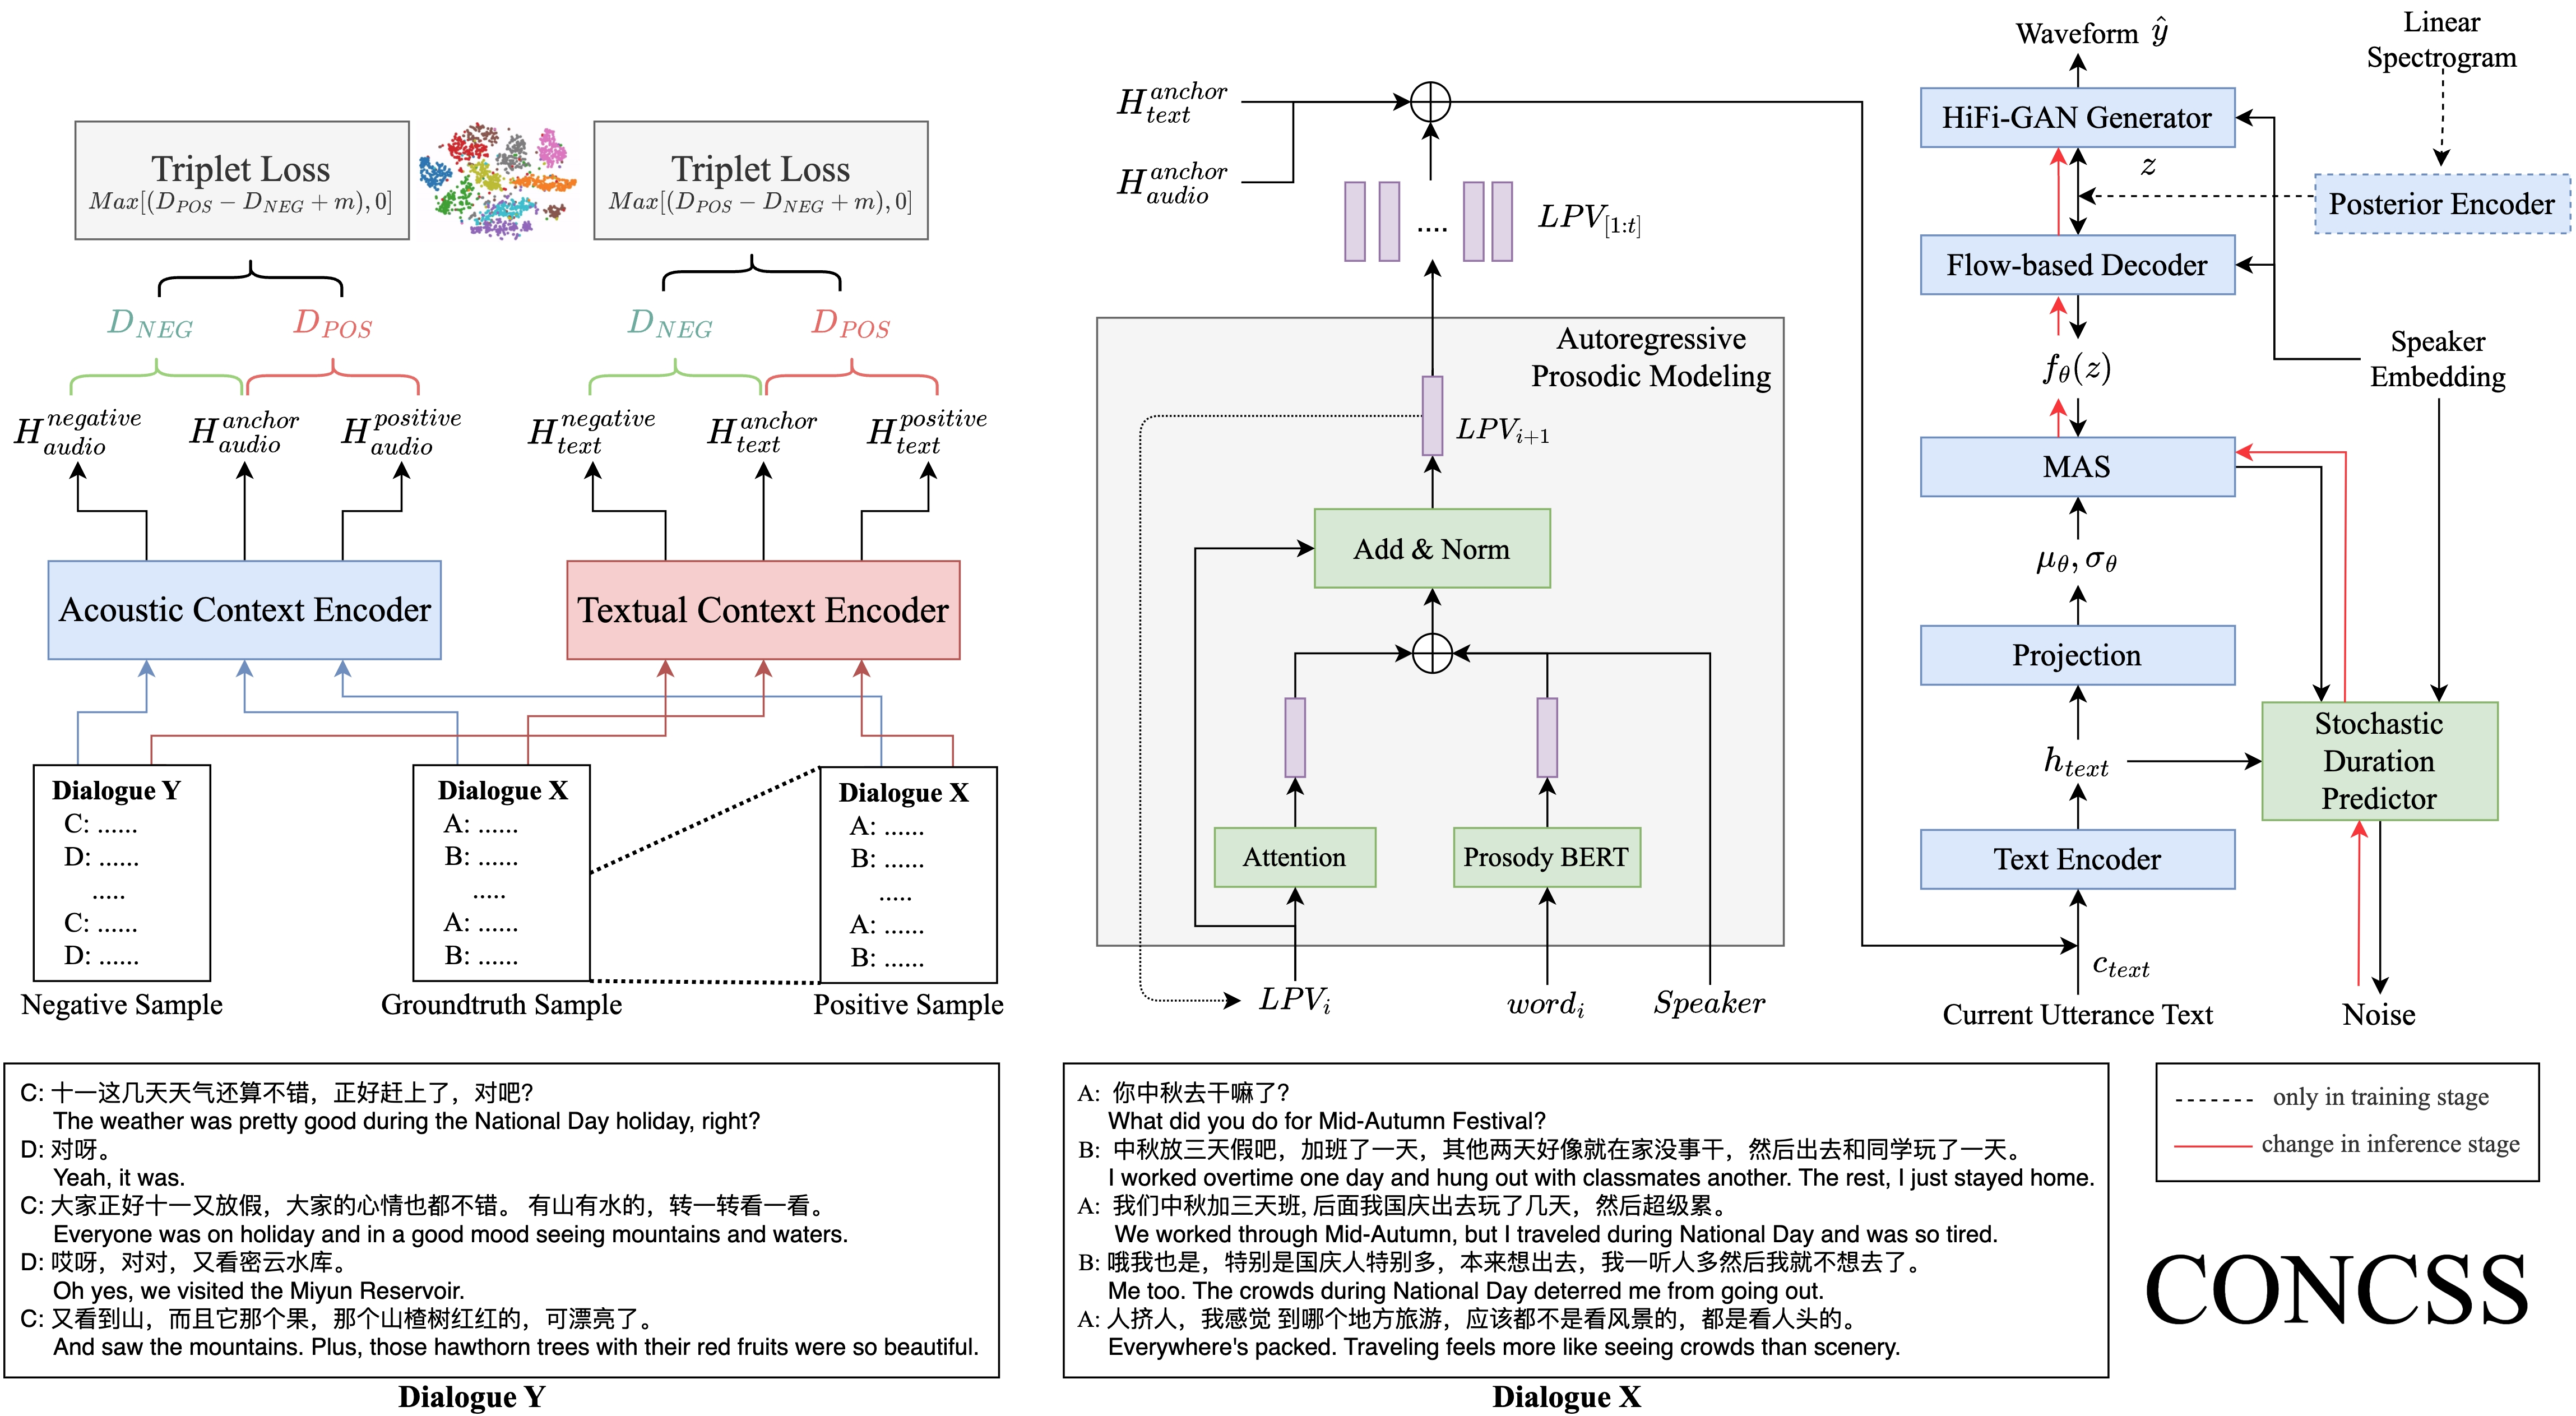 Triplet Loss
Max[(D_POS − D_NEG + m), 0]
Triplet Loss
Max[(D_POS − D_NEG + m), 0]
D_NEG
D_POS
D_NEG
D_POS
H_audio^negative
H_audio^anchor
H_audio^positive
H_text^negative
H_text^anchor
H_text^positive
Acoustic Context Encoder
Textual Context Encoder
Dialogue Y
C: ......
D: ......
.....
C: ......
D: ......
Negative Sample
Dialogue X
A: ......
B: ......
.....
A: ......
B: ......
Groundtruth Sample
Dialogue X
A: ......
B: ......
.....
A: ......
B: ......
Positive Sample
H_text^anchor
H_audio^anchor
....
LPV_[1:t]
Autoregressive
Prosodic Modeling
LPV_i+1
Add & Norm
Attention
Prosody BERT
LPV_i
word_i
Speaker
Waveform ŷ
HiFi-GAN Generator
z
Flow-based Decoder
f_θ(z)
MAS
μ_θ, σ_θ
Projection
h_text
Text Encoder
c_text
Current Utterance Text
Linear
Spectrogram
Posterior Encoder
Speaker
Embedding
Stochastic
Duration
Predictor
Noise
C: 十一这几天天气还算不错，正好赶上了，对吧?
The weather was pretty good during the National Day holiday, right?
D: 对呀。
Yeah, it was.
C: 大家正好十一又放假，大家的心情也都不错。 有山有水的，转一转看一看。
Everyone was on holiday and in a good mood seeing mountains and waters.
D: 哎呀，对对，又看密云水库。
Oh yes, we visited the Miyun Reservoir.
C: 又看到山，而且它那个果，那个山楂树红红的，可漂亮了。
And saw the mountains. Plus, those hawthorn trees with their red fruits were so beautiful.
Dialogue Y
A: 你中秋去干嘛了?
What did you do for Mid-Autumn Festival?
B: 中秋放三天假吧，加班了一天，其他两天好像就在家没事干，然后出去和同学玩了一天。
I worked overtime one day and hung out with classmates another. The rest, I just stayed home.
A: 我们中秋加三天班, 后面我国庆出去玩了几天，然后超级累。
We worked through Mid-Autumn, but I traveled during National Day and was so tired.
B: 哦我也是，特别是国庆人特别多，本来想出去，我一听人多然后我就不想去了。
Me too. The crowds during National Day deterred me from going out.
A: 人挤人，我感觉 到哪个地方旅游，应该都不是看风景的，都是看人头的。
Everywhere's packed. Traveling feels more like seeing crowds than scenery.
Dialogue X
only in training stage
change in inference stage
CONCSS